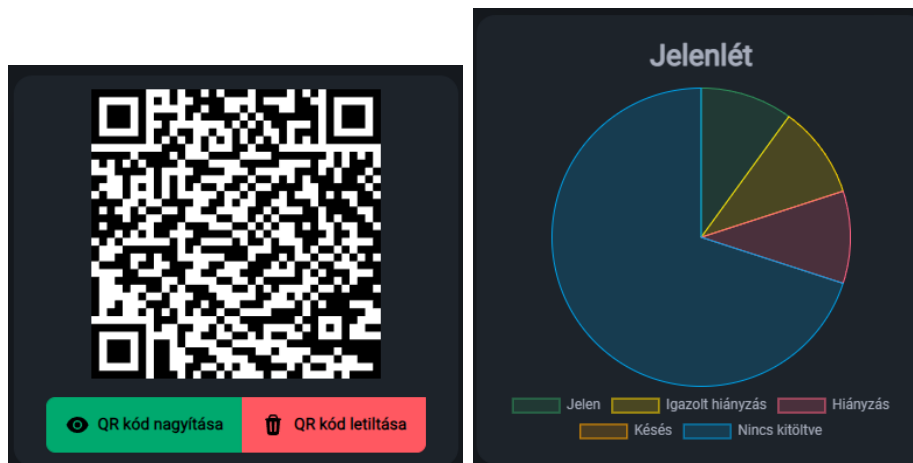 QR kód nagyítása
QR kód letiltása
Jelenlét
Jelen Igazolt hiányzás Hiányzás
Késés Nincs kitöltve